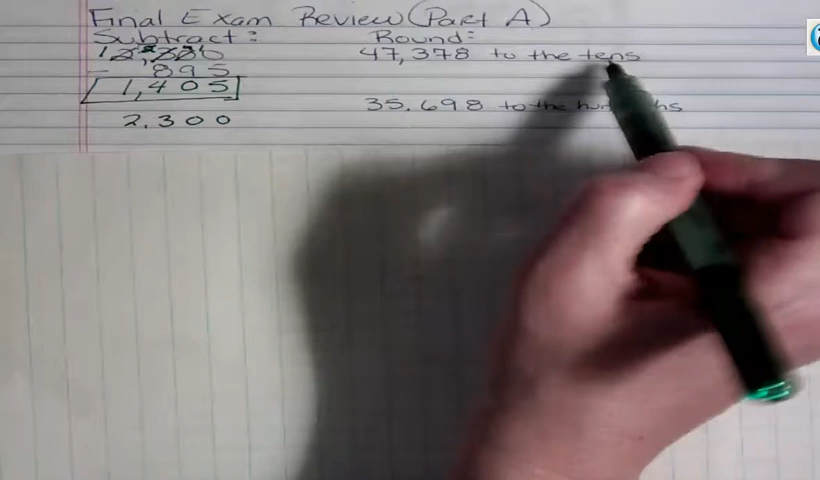 Final Exam Review (Part A)
Subtract:
- 895
1,405
2.300
Round:
47,378 to the tens
35.698 to the